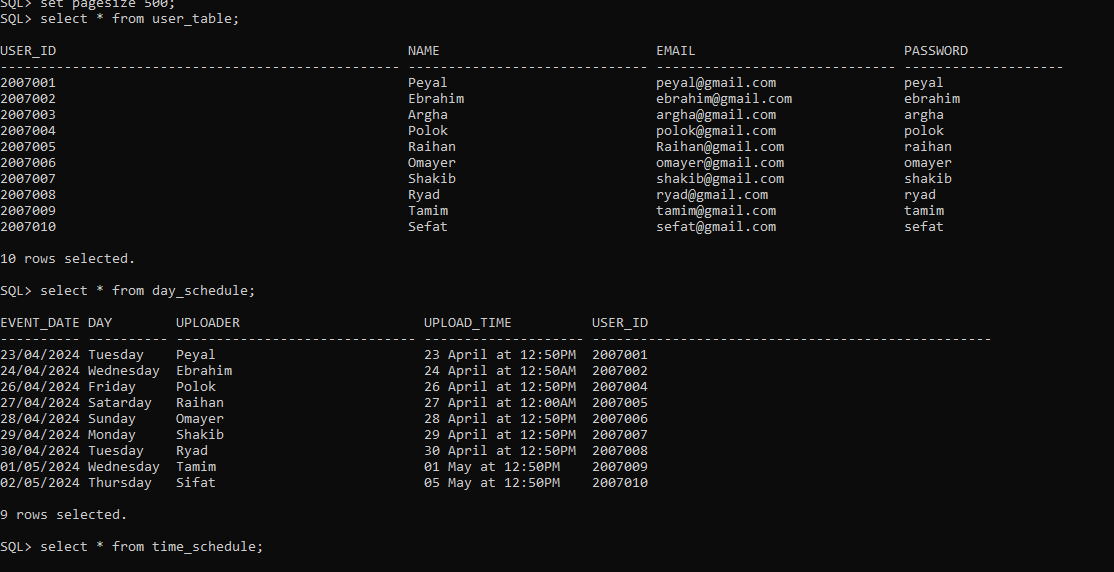 SQL> set pagesize 500;
SQL> select * from user_table;
USER_ID NAME EMAIL PASSWORD
-------------------------------------------------- ------------------------------ ------------------------------ --------------------
2007001 Peyal peyal@gmail.com peyal
2007002 Ebrahim ebrahim@gmail.com ebrahim
2007003 Argha argha@gmail.com argha
2007004 Polok polok@gmail.com polok
2007005 Raihan Raihan@gmail.com raihan
2007006 Omayer omayer@gmail.com omayer
2007007 Shakib shakib@gmail.com shakib
2007008 Ryad ryad@gmail.com ryad
2007009 Tamim tamim@gmail.com tamim
2007010 Sefat sefat@gmail.com sefat
10 rows selected.
SQL> select * from day_schedule;
EVENT_DATE DAY UPLOADER UPLOAD_TIME USER_ID
---------- ---------- ------------------------------ -------------------- --------------------------------------------------
23/04/2024 Tuesday Peyal 23 April at 12:50PM 2007001
24/04/2024 Wednesday Ebrahim 24 April at 12:50AM 2007002
26/04/2024 Friday Polok 26 April at 12:50PM 2007004
27/04/2024 Satarday Raihan 27 April at 12:00AM 2007005
28/04/2024 Sunday Omayer 28 April at 12:50PM 2007006
29/04/2024 Monday Shakib 29 April at 12:50PM 2007007
30/04/2024 Tuesday Ryad 30 April at 12:50PM 2007008
01/05/2024 Wednesday Tamim 01 May at 12:50PM 2007009
02/05/2024 Thursday Sifat 05 May at 12:50PM 2007010
9 rows selected.
SQL> select * from time_schedule;